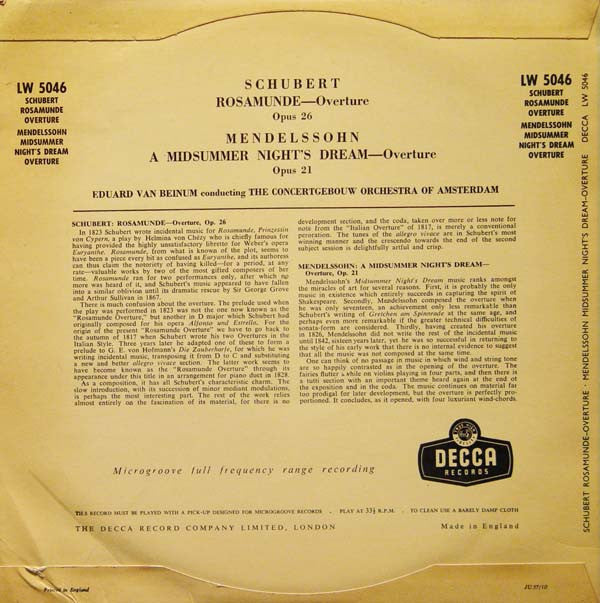 LW 5046
SCHUBERT
ROSAMUNDE
OVERTURE
MENDELSSOHN
MIDSUMMER
NIGHT'S DREAM
OVERTURE
SCHUBERT
ROSAMUNDE—Overture
Opus 26
MENDELSSOHN
A MIDSUMMER NIGHT'S DREAM—Overture
Opus 21
EDUARD VAN BEINUM conducting THE CONCERTGEBOUW ORCHESTRA OF AMSTERDAM
LW 5046
SCHUBERT
ROSAMUNDE
OVERTURE
MENDELSSOHN
MIDSUMMER
NIGHT'S DREAM
OVERTURE
SCHUBERT: ROSAMUNDE—Overture, Op. 26
In 1823 Schubert wrote incidental music for Rosamunde, Prinzessin
von Cypern, a play by Helmina von Chézy who is chiefly famous for
having provided the highly unsatisfactory libretto for Weber's opera
Euryanthe. Rosamunde, from what is known of the plot, seems to
have been a piece every bit as confused as Euryanthe, and its authoress
can thus claim the notoriety of having killed—for a period, at any
rate—valuable works by two of the most gifted composers of her
time. Rosamunde ran for two performances only, after which no
more was heard of it, and Schubert's music appeared to have fallen
into a similar oblivion until its dramatic rescue by Sir George Grove
and Arthur Sullivan in 1867.
There is much confusion about the overture. The prelude used when
the play was performed in 1823 was not the one now known as the
"Rosamunde Overture," but another in D major which Schubert had
originally composed for his opera Alfonso and Estrella. For the
origin of the present "Rosamunde Overture" we have to go back to
the autumn of 1817 when Schubert wrote his two Overtures in the
Italian Style. Three years later he adapted one of these to form a
prelude to G. E. von Hofmann's Die Zauberharfe, for which he was
writing incidental music, transposing it from D to C and substituting
a new and better allegro vivace section. The latter work seems to
have become known, as the "Rosamunde Overture" through its
appearance under this title in an arrangement for piano duet in 1828.
As a composition, it has all Schubert's characteristic charm. The
slow introduction, with its succession of minor mediant modulations,
is perhaps the most interesting part. The rest of the work relies
almost entirely on the fascination of its material, for there is no
development section, and the coda, taken over more or less note for
note from the "Italian Overture" of 1817, is merely a conventional
peroration. The tunes of the allegro vivace are in Schubert's most
winning manner and the crescendo towards the end of the second
subject session is delightfully artful and crisp.
MENDELSSOHN: A MIDSUMMER NIGHT'S DREAM—
Overture, Op. 21
Mendelssohn's Midsummer Night's Dream music ranks amongst
the miracles of art for several reasons. First, it is probably the only
music in existence which entirely succeeds in capturing the spirit of
Shakespeare. Secondly, Mendelssohn composed the overture when
he was only seventeen, an achievement only less remarkable than
Schubert's writing of Gretchen am Spinnrade at the same age, and
perhaps even more remarkable if the greater technical difficulties of
sonata-form are considered. Thirdly, having created his overture
in 1826, Mendelssohn did not write the rest of the incidental music
until 1842, sixteen years later, yet he was so successful in returning to
the style of his early work that there is no internal evidence to suggest
that all the music was not composed at the same time.
One can think of no passage in music in which wind and string tone
are so happily contrasted as in the opening of the overture. The
fairies flutter while on violins playing in four parts, and then there is
a tutti section with an important theme heard again at the end of
the exposition and in the coda. The music continues on material far
too prodigal for later development, but the overture is perfectly pro-
portioned. It concludes, as it opened, with four luxuriant wind-chords.
DECCA
RECORDS
Microgroove full frequency range recording
THIS RECORD MUST BE PLAYED WITH A PICK-UP DESIGNED FOR MICROGROOVE RECORDS · PLAY AT 33⅓ R.P.M. · TO CLEAN USE A BARELY DAMP CLOTH
THE DECCA RECORD COMPANY LIMITED, LONDON
Made in England
Printed in England
JU 57/10
SCHUBERT ROSAMUNDE-OVERTURE · MENDELSSOHN MIDSUMMER NIGHT'S DREAM-OVERTURE DECCA LW 5046